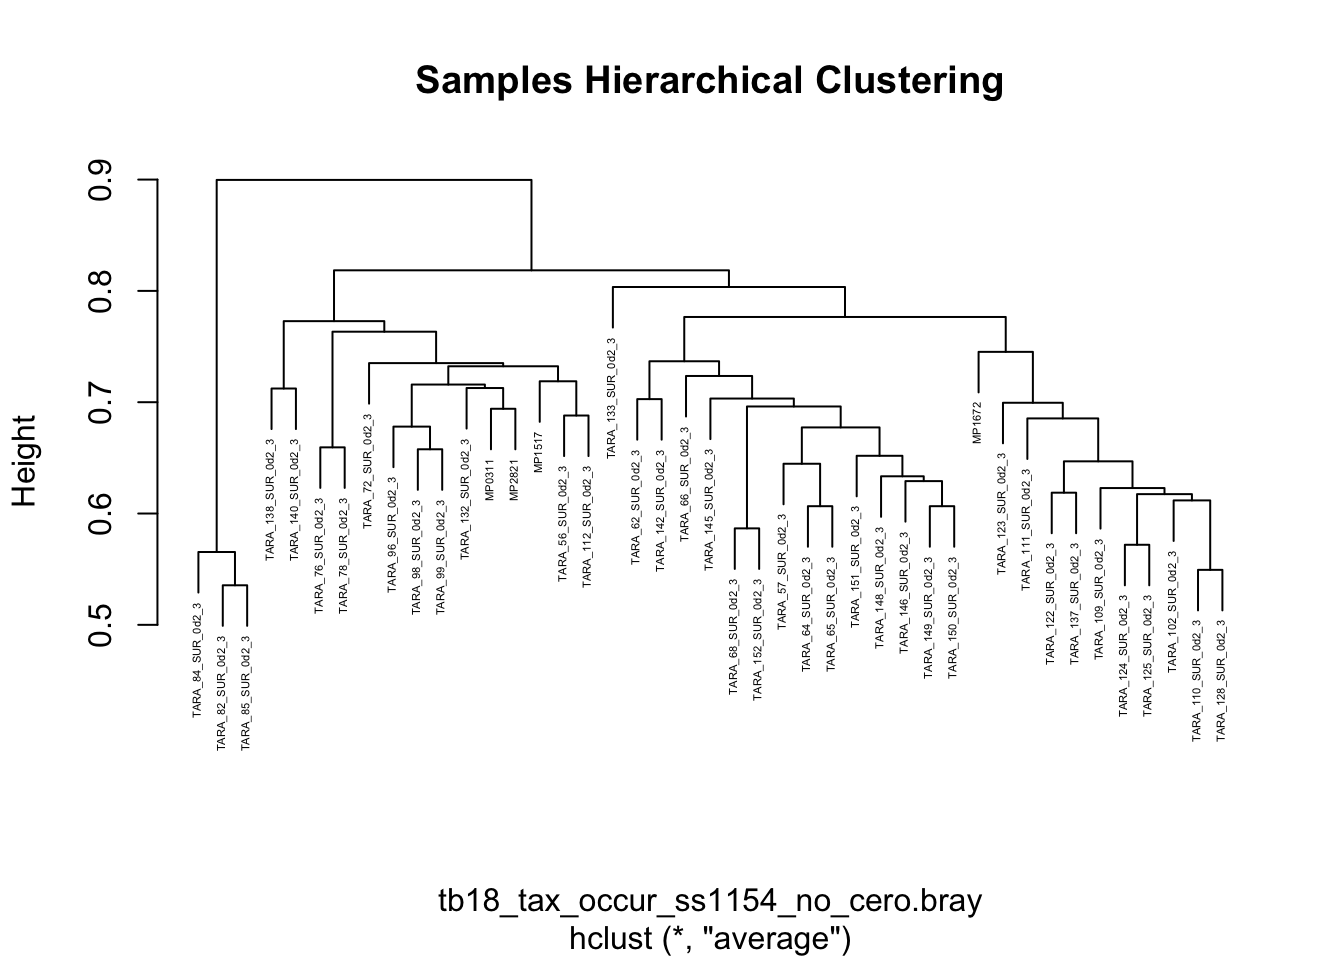 Samples Hierarchical Clustering
Height
0.9
0.8
0.7
0.6
0.5
TARA_84_SUR_0d2_3
TARA_82_SUR_0d2_3
TARA_85_SUR_0d2_3
TARA_138_SUR_0d2_3
TARA_140_SUR_0d2_3
TARA_76_SUR_0d2_3
TARA_78_SUR_0d2_3
TARA_72_SUR_0d2_3
TARA_96_SUR_0d2_3
TARA_98_SUR_0d2_3
TARA_99_SUR_0d2_3
TARA_132_SUR_0d2_3
MP0311
MP2821
MP1517
TARA_56_SUR_0d2_3
TARA_112_SUR_0d2_3
TARA_133_SUR_0d2_3
TARA_62_SUR_0d2_3
TARA_142_SUR_0d2_3
TARA_66_SUR_0d2_3
TARA_145_SUR_0d2_3
TARA_68_SUR_0d2_3
TARA_152_SUR_0d2_3
TARA_57_SUR_0d2_3
TARA_64_SUR_0d2_3
TARA_65_SUR_0d2_3
TARA_151_SUR_0d2_3
TARA_148_SUR_0d2_3
TARA_146_SUR_0d2_3
TARA_149_SUR_0d2_3
TARA_150_SUR_0d2_3
MP1672
TARA_123_SUR_0d2_3
TARA_111_SUR_0d2_3
TARA_122_SUR_0d2_3
TARA_137_SUR_0d2_3
TARA_109_SUR_0d2_3
TARA_124_SUR_0d2_3
TARA_125_SUR_0d2_3
TARA_102_SUR_0d2_3
TARA_110_SUR_0d2_3
TARA_128_SUR_0d2_3
tb18_tax_occur_ss1154_no_cero.bray
hclust (*, "average")